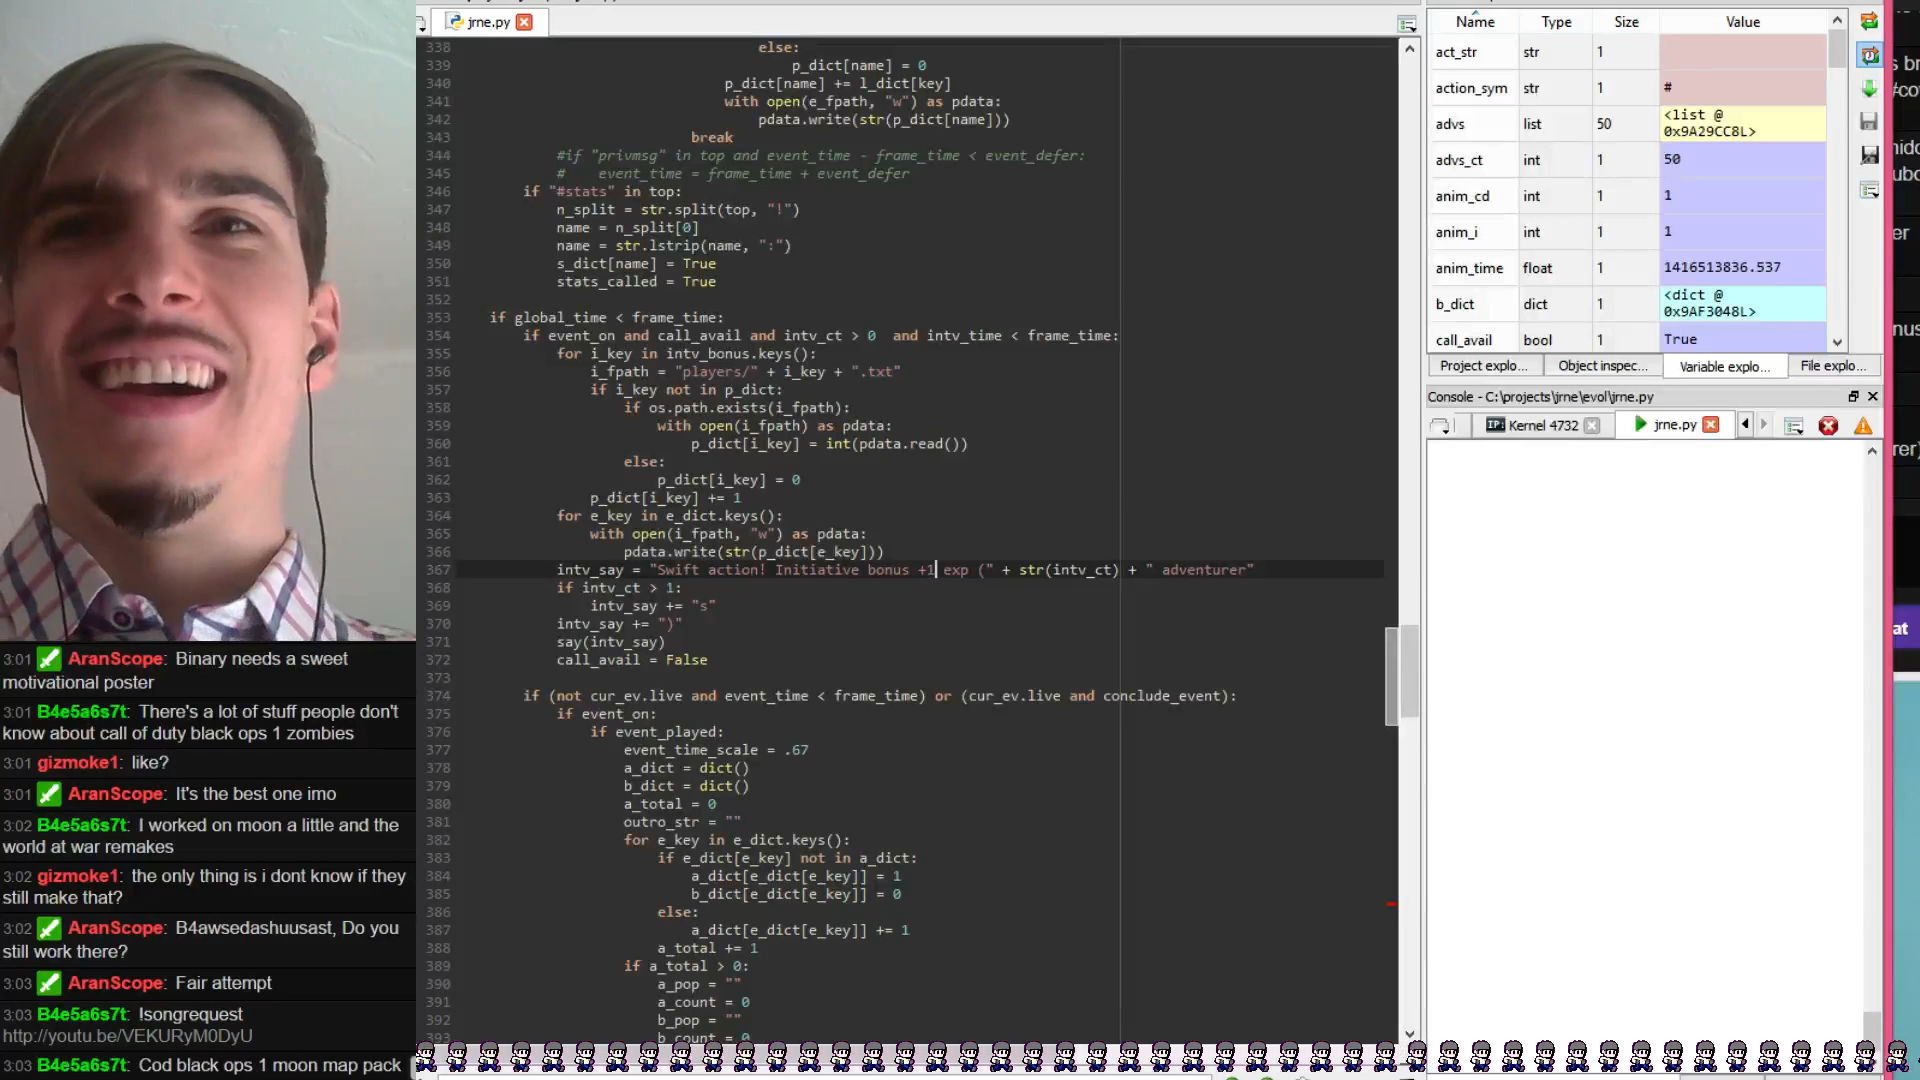 jrne.py
338 else:
339 p_dict[name] = 0
340 p_dict[name] += l_dict[key]
341 with open(e_fpath, "w") as pdata:
342 pdata.write(str(p_dict[name]))
343 break
344 #if "privmsg" in top and event_time - frame_time < event_defer:
345 #    event_time = frame_time + event_defer
346 if "#stats" in top:
347 n_split = str.split(top, "!")
348 name = n_split[0]
349 name = str.lstrip(name, ":")
350 s_dict[name] = True
351 stats_called = True
352
353 if global_time < frame_time:
354 if event_on and call_avail and intv_ct > 0  and intv_time < frame_time:
355 for i_key in intv_bonus.keys():
356 i_fpath = "players/" + i_key + ".txt"
357 if i_key not in p_dict:
358 if os.path.exists(i_fpath):
359 with open(i_fpath) as pdata:
360 p_dict[i_key] = int(pdata.read())
361 else:
362 p_dict[i_key] = 0
363 p_dict[i_key] += 1
364 for e_key in e_dict.keys():
365 with open(i_fpath, "w") as pdata:
366 pdata.write(str(p_dict[e_key]))
367 intv_say = "Swift action! Initiative bonus +1 exp (" + str(intv_ct) + " adventurer"
368 if intv_ct > 1:
369 intv_say += "s"
370 intv_say += ")"
371 say(intv_say)
372 call_avail = False
373
374 if (not cur_ev.live and event_time < frame_time) or (cur_ev.live and conclude_event):
375 if event_on:
376 if event_played:
377 event_time_scale = .67
378 a_dict = dict()
379 b_dict = dict()
380 a_total = 0
381 outro_str = ""
382 for e_key in e_dict.keys():
383 if e_dict[e_key] not in a_dict:
384 a_dict[e_dict[e_key]] = 1
385 b_dict[e_dict[e_key]] = 0
386 else:
387 a_dict[e_dict[e_key]] += 1
388 a_total += 1
389 if a_total > 0:
390 a_pop = ""
391 a_count = 0
392 b_pop = ""
393 b_count = 0
Name Type Size Value
act_str str 1
action_sym str 1 #
advs list 50 <list @ 0x9A29CC8L>
advs_ct int 1 50
anim_cd int 1 1
anim_i int 1 1
anim_time float 1 1416513836.537
b_dict dict 1 <dict @ 0x9AF3048L>
call_avail bool 1 True
Project explo... Object inspec... Variable explo... File explo...
Console - C:\projects\jrne\evol\jrne.py
IP: Kernel 4732 jrne.py
3:01 AranScope: Binary needs a sweet
motivational poster
3:01 B4e5a6s7t: There's a lot of stuff people don't
know about call of duty black ops 1 zombies
3:01 gizmoke1: like?
3:01 AranScope: It's the best one imo
3:02 B4e5a6s7t: I worked on moon a little and the
world at war remakes
3:02 gizmoke1: the only thing is i dont know if they
still make that?
3:02 AranScope: B4awsedashuusast, Do you
still work there?
3:03 AranScope: Fair attempt
3:03 B4e5a6s7t: !songrequest
http://youtu.be/VEKURyM0DyU
3:03 B4e5a6s7t: Cod black ops 1 moon map pack